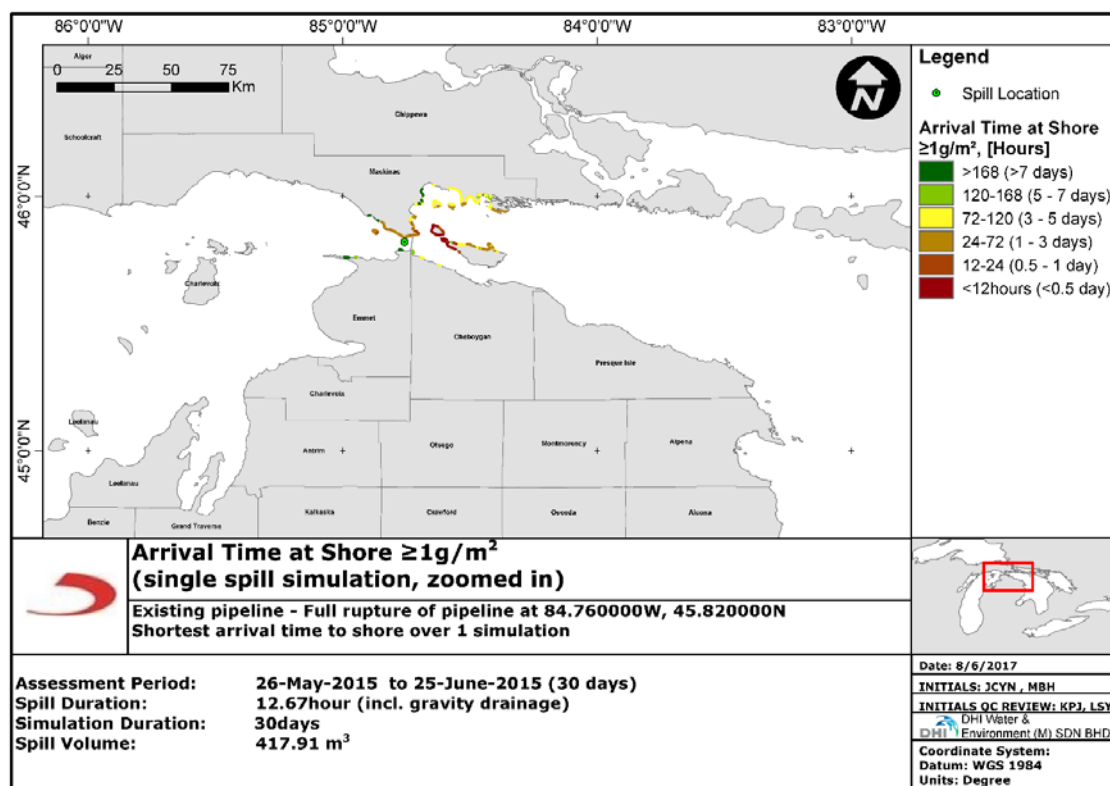 86°0'0"W 85°0'0"W 84°0'0"W 83°0'0"W
46°0'0"N
45°0'0"N
Alger
0 25 50 75
Km
N
Schoolcraft
Chippewa
Mackinac
Charlevoix
Emmet
Cheboygan
Presque Isle
Charlevoix
Leelanau
Antrim
Otsego
Montmorency
Alpena
Leelanau
Benzie
Grand Traverse
Kalkaska
Crawford
Oscoda
Alcona
Legend
Spill Location
Arrival Time at Shore
≥1g/m², [Hours]
>168 (>7 days)
120-168 (5 - 7 days)
72-120 (3 - 5 days)
24-72 (1 - 3 days)
12-24 (0.5 - 1 day)
<12hours (<0.5 day)
Arrival Time at Shore ≥1g/m²
(single spill simulation, zoomed in)
Existing pipeline - Full rupture of pipeline at 84.760000W, 45.820000N
Shortest arrival time to shore over 1 simulation
Assessment Period: 26-May-2015 to 25-June-2015 (30 days)
Spill Duration: 12.67hour (incl. gravity drainage)
Simulation Duration: 30days
Spill Volume: 417.91 m³
Date: 8/6/2017
INITIALS: JCYN , MBH
INITIALS QC REVIEW: KPJ, LSY
DHI
DHI Water &
Environment (M) SDN BHD
Coordinate System:
Datum: WGS 1984
Units: Degree